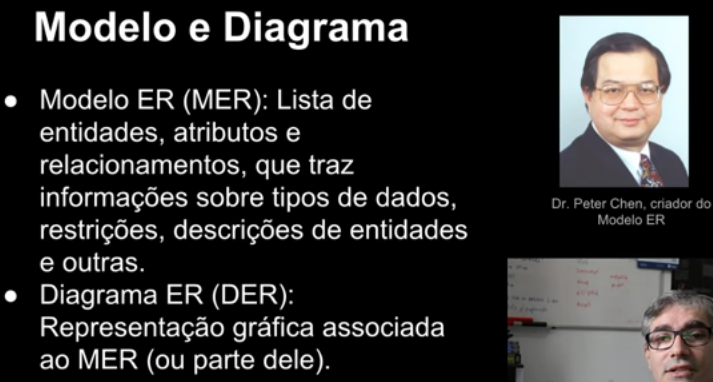 Modelo e Diagrama
● Modelo ER (MER): Lista de
entidades, atributos e
relacionamentos, que traz
informações sobre tipos de dados,
restrições, descrições de entidades
e outras.
● Diagrama ER (DER):
Representação gráfica associada
ao MER (ou parte dele).
Dr. Peter Chen, criador do
Modelo ER